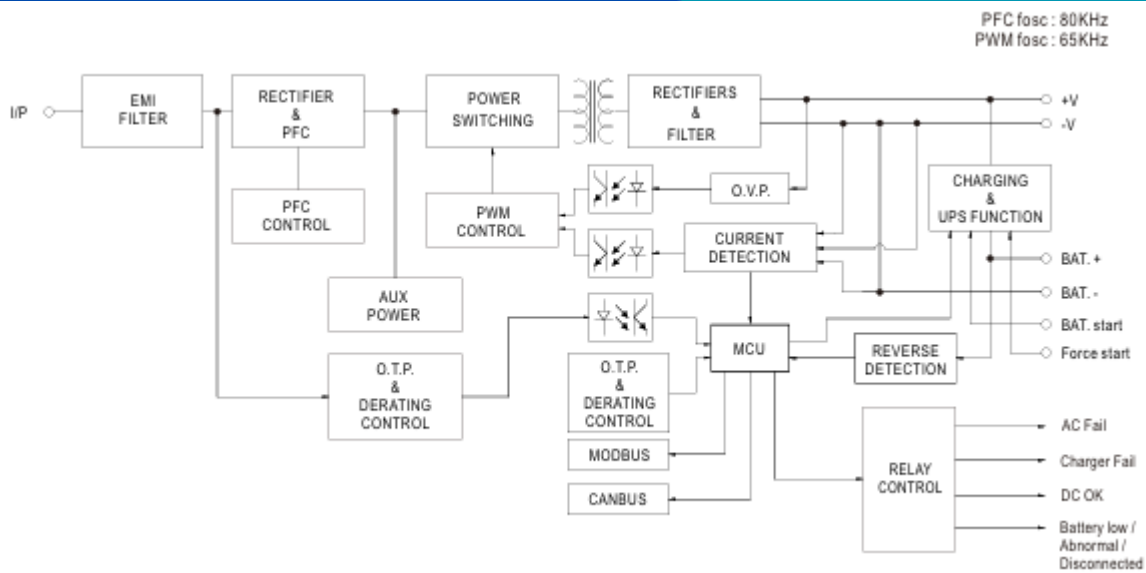 PFC fosc : 80KHz
PWM fosc : 65KHz
I/P
EMI
FILTER
RECTIFIER
&
PFC
POWER
SWITCHING
RECTIFIERS
&
FILTER
+V
-V
PFC
CONTROL
PWM
CONTROL
O.V.P.
CURRENT
DETECTION
CHARGING
&
UPS FUNCTION
BAT. +
BAT. -
BAT. start
Force start
AUX
POWER
O.T.P.
&
DERATING
CONTROL
O.T.P.
&
DERATING
CONTROL
MCU
REVERSE
DETECTION
MODBUS
CANBUS
RELAY
CONTROL
AC Fail
Charger Fail
DC OK
Battery low /
Abnormal /
Disconnected